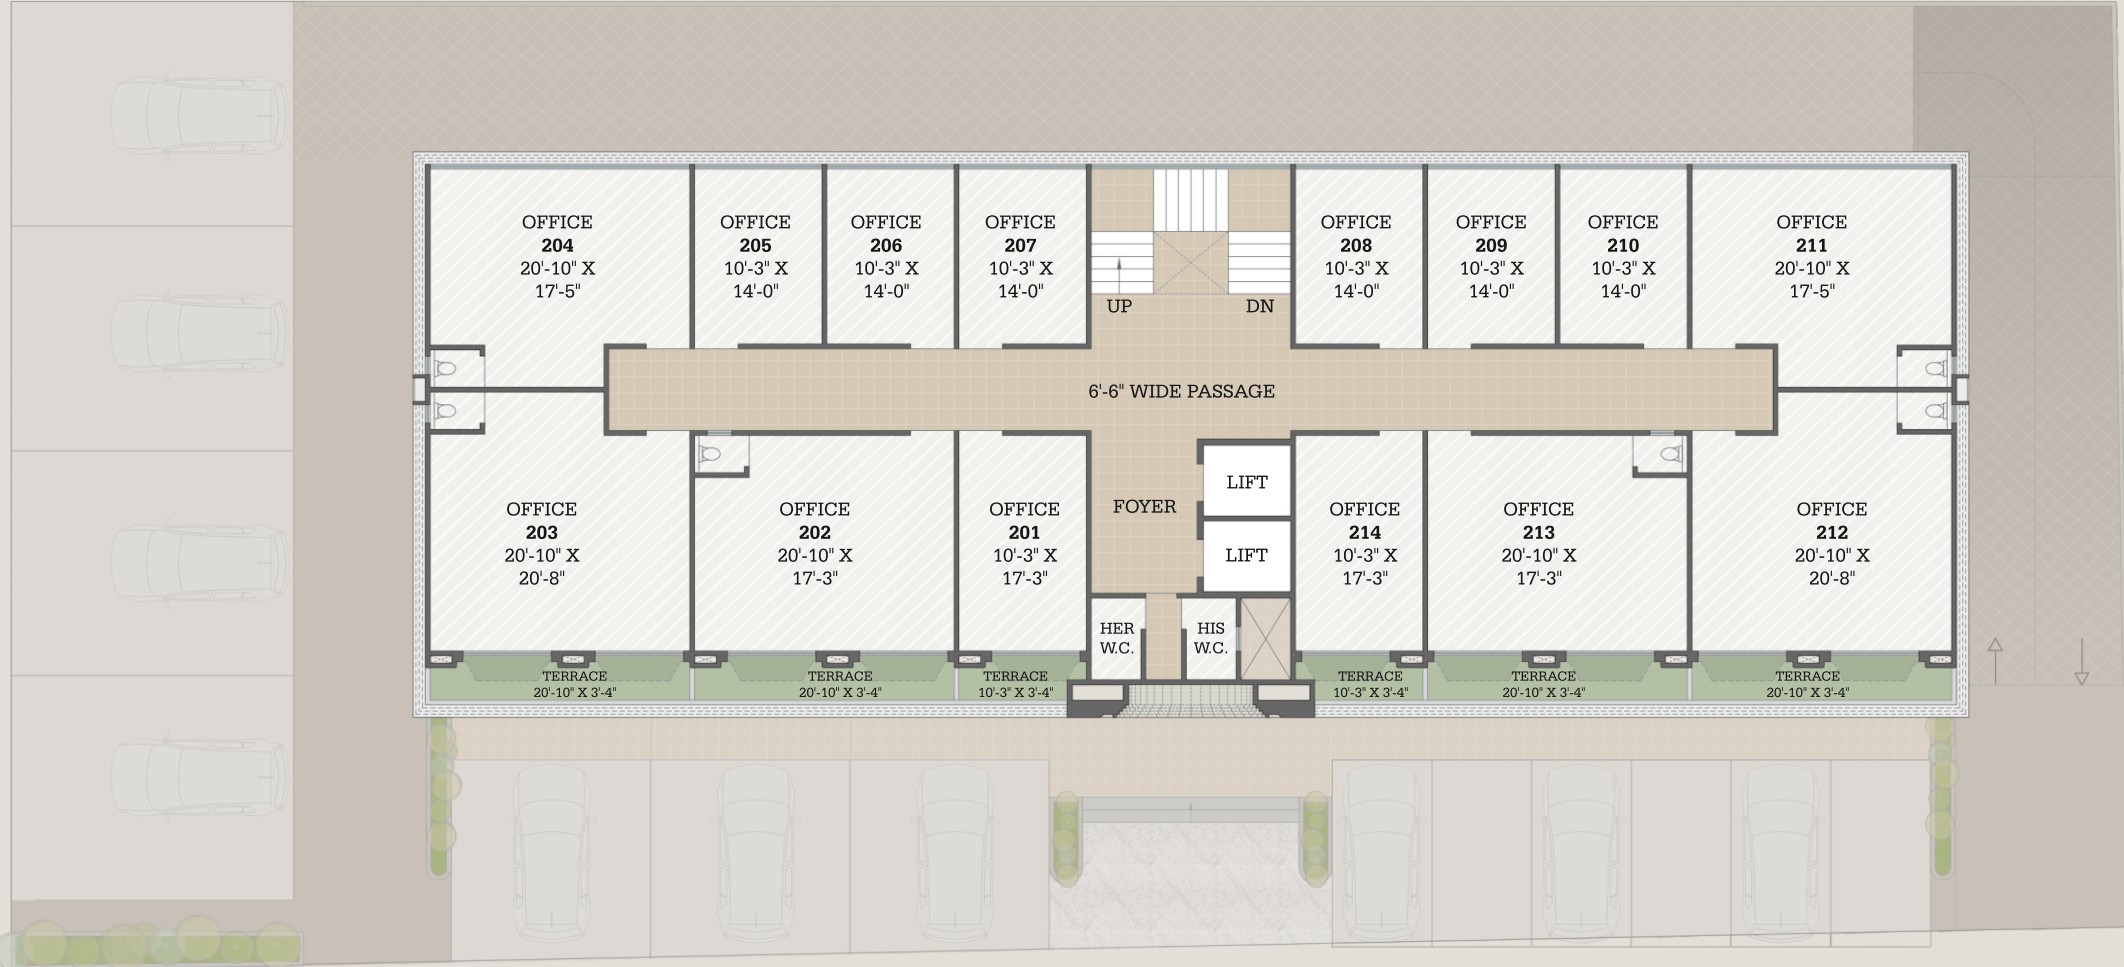 OFFICE
204
20'-10" X
17'-5"
OFFICE
205
10'-3" X
14'-0"
OFFICE
206
10'-3" X
14'-0"
OFFICE
207
10'-3" X
14'-0"
UP
DN
OFFICE
208
10'-3" X
14'-0"
OFFICE
209
10'-3" X
14'-0"
OFFICE
210
10'-3" X
14'-0"
OFFICE
211
20'-10" X
17'-5"
6'-6" WIDE PASSAGE
OFFICE
203
20'-10" X
20'-8"
OFFICE
202
20'-10" X
17'-3"
OFFICE
201
10'-3" X
17'-3"
FOYER
LIFT
LIFT
OFFICE
214
10'-3" X
17'-3"
OFFICE
213
20'-10" X
17'-3"
OFFICE
212
20'-10" X
20'-8"
HER
W.C.
HIS
W.C.
TERRACE
20'-10" X 3'-4"
TERRACE
20'-10" X 3'-4"
TERRACE
10'-3" X 3'-4"
TERRACE
10'-3" X 3'-4"
TERRACE
20'-10" X 3'-4"
TERRACE
20'-10" X 3'-4"